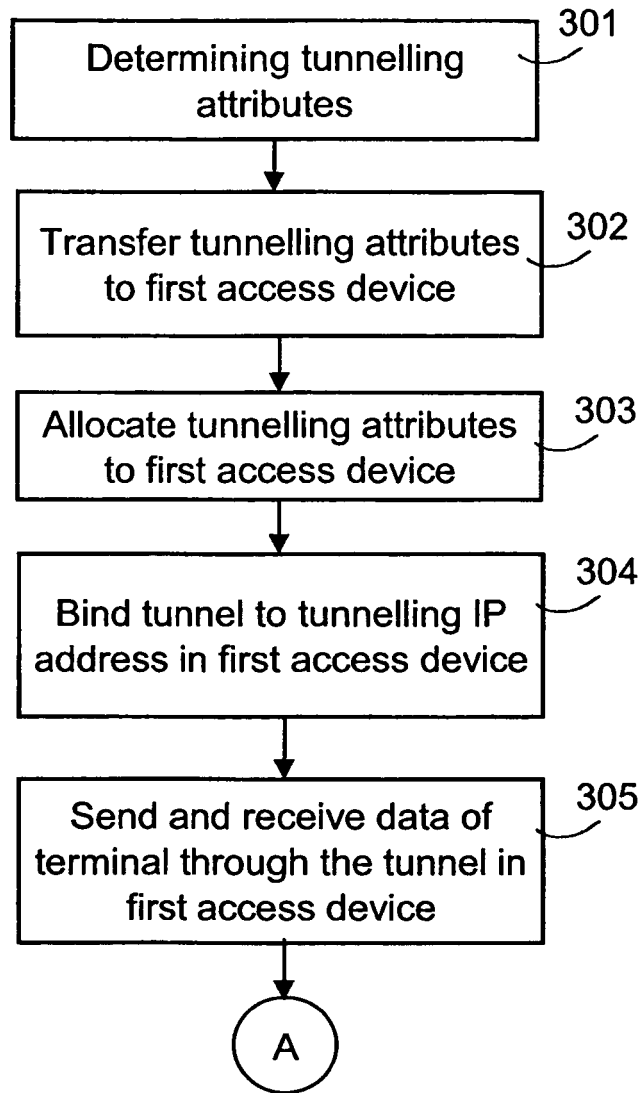 301
Determining tunnelling
attributes
302
Transfer tunnelling attributes
to first access device
303
Allocate tunnelling attributes
to first access device
304
Bind tunnel to tunnelling IP
address in first access device
305
Send and receive data of
terminal through the tunnel in
first access device
A